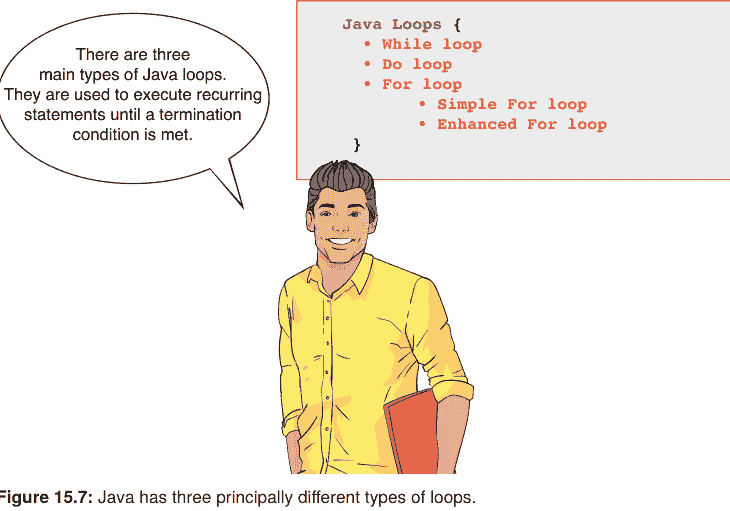 There are three
main types of Java loops.
They are used to execute recurring
statements until a termination
condition is met.
Java Loops {
• While loop
• Do loop
• For loop
• Simple For loop
• Enhanced For loop
}
Figure 15.7: Java has three principally different types of loops.